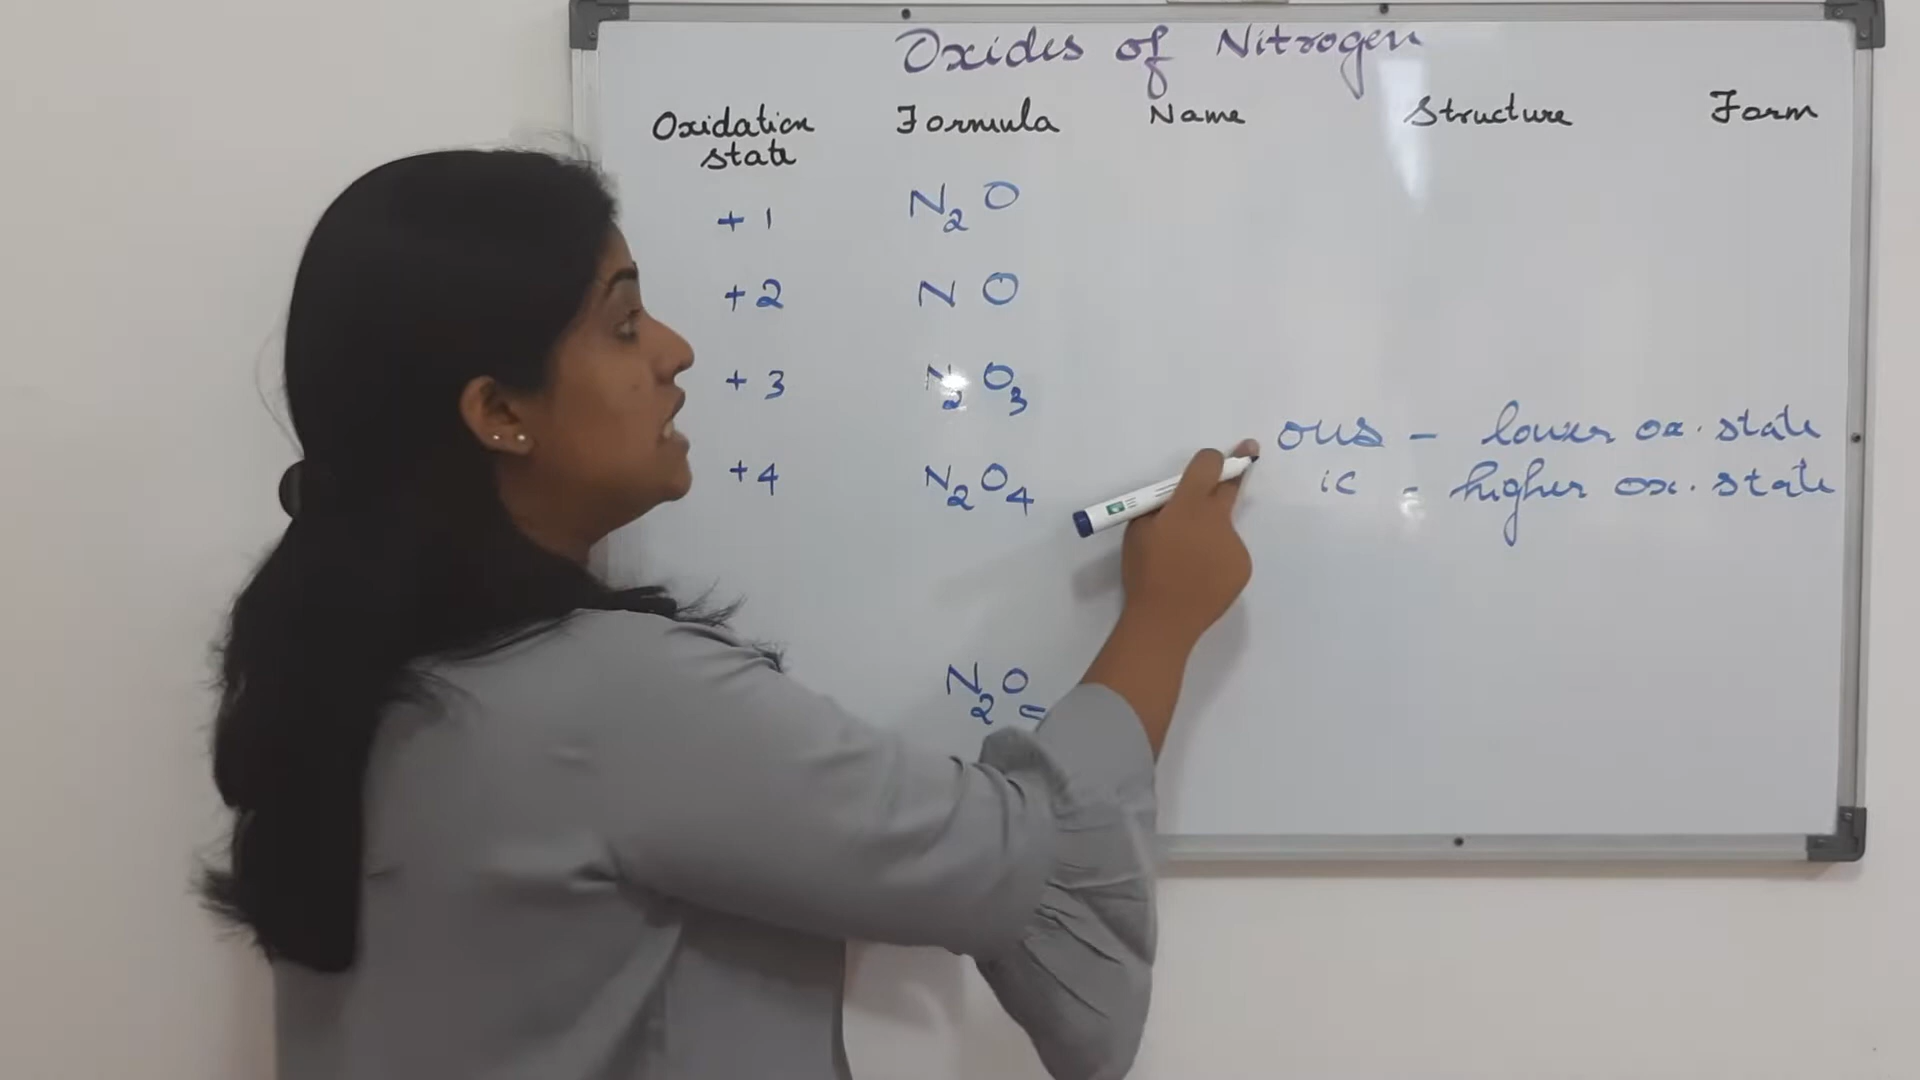 Oxides of Nitrogen
Oxidation state Formula Name Structure Form
+1 N2O
+2 NO
+3 N2O3
ous - lower ox. state
+4 N2O4
ic - higher ox. state
N2O